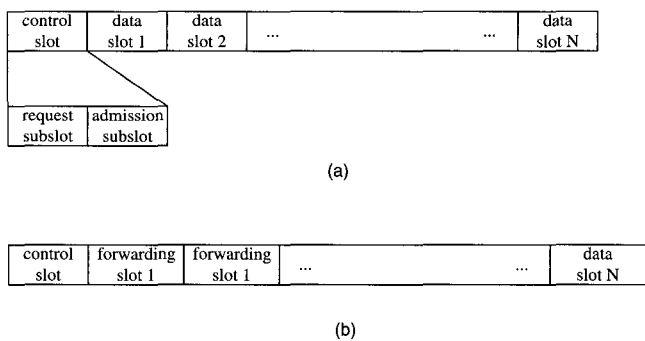 control data data data
slot slot 1 slot 2 ... ... slot N
request admission
subslot subslot
(a)
control forwarding forwarding data
slot slot 1 slot 1 ... ... slot N
(b)